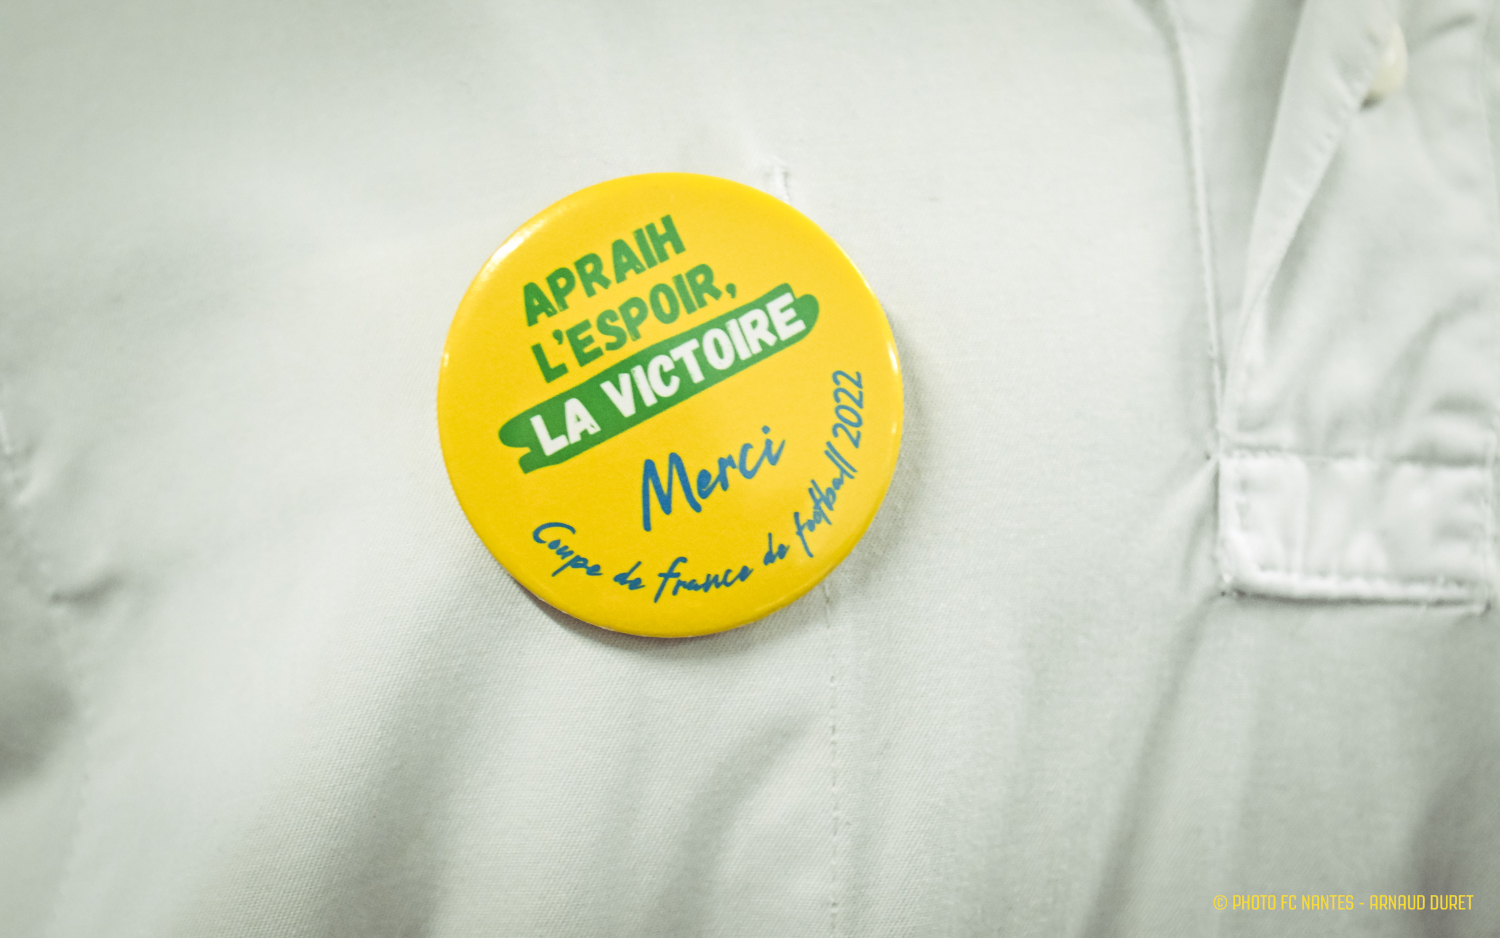 APRAIH
L'ESPOIR,
LA VICTOIRE
Merci
Coupe de france de football 2022
© PHOTO FC NANTES - ARNAUD DURET